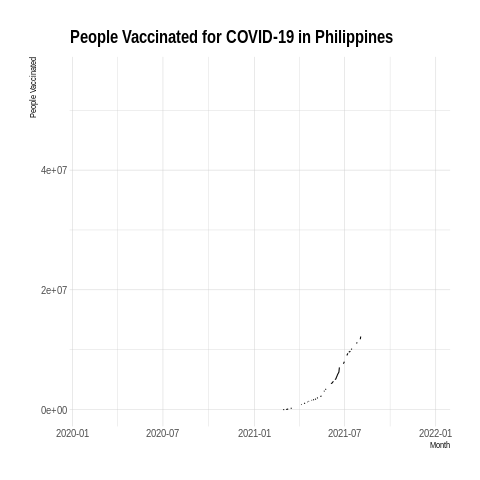 People Vaccinated for COVID-19 in Philippines
People Vaccinated
4e+07
2e+07
0e+00
2020-01 2020-07 2021-01 2021-07 2022-01
Month